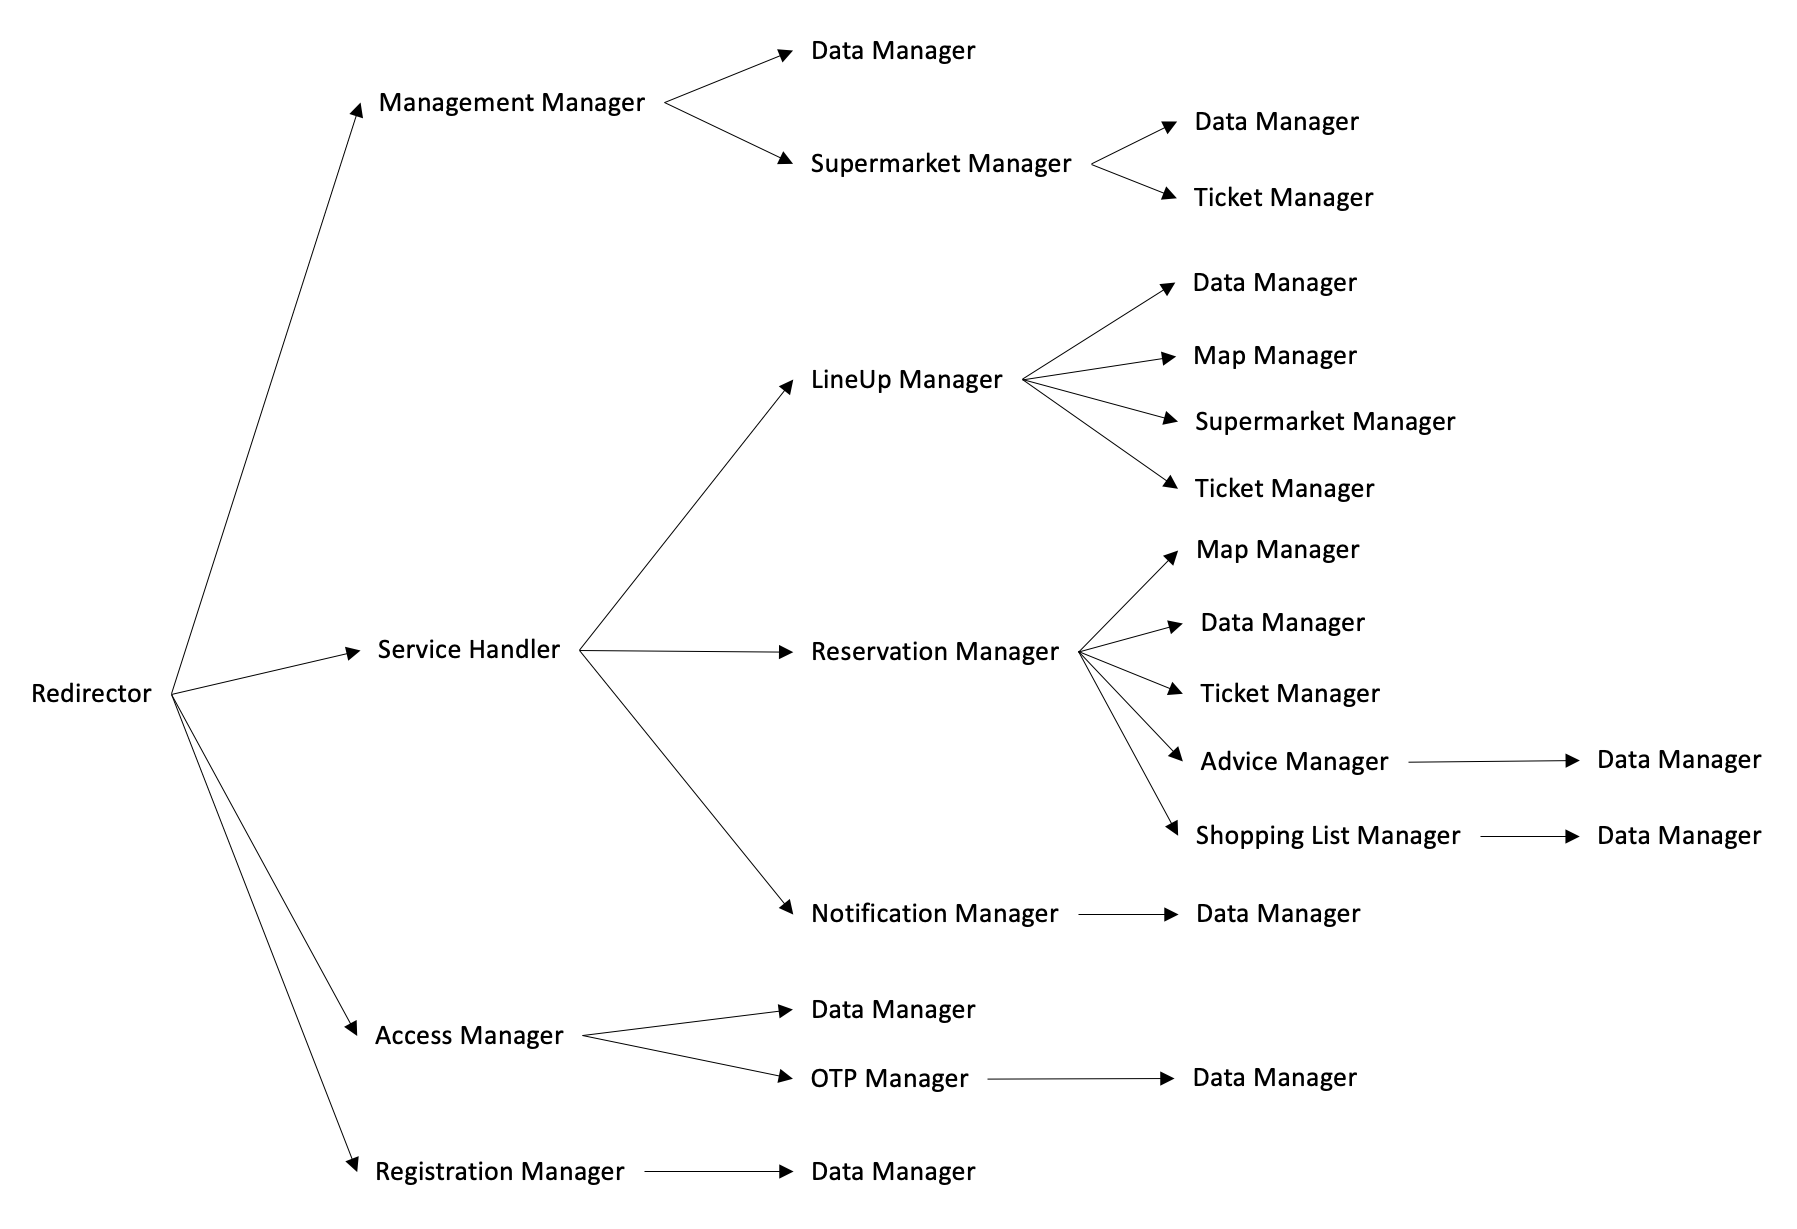 Data Manager
Management Manager
Data Manager
Supermarket Manager
Ticket Manager
Data Manager
Map Manager
LineUp Manager
Supermarket Manager
Ticket Manager
Map Manager
Data Manager
Service Handler
Reservation Manager
Redirector
Ticket Manager
Advice Manager
Data Manager
Shopping List Manager
Data Manager
Notification Manager
Data Manager
Data Manager
Access Manager
OTP Manager
Data Manager
Registration Manager
Data Manager